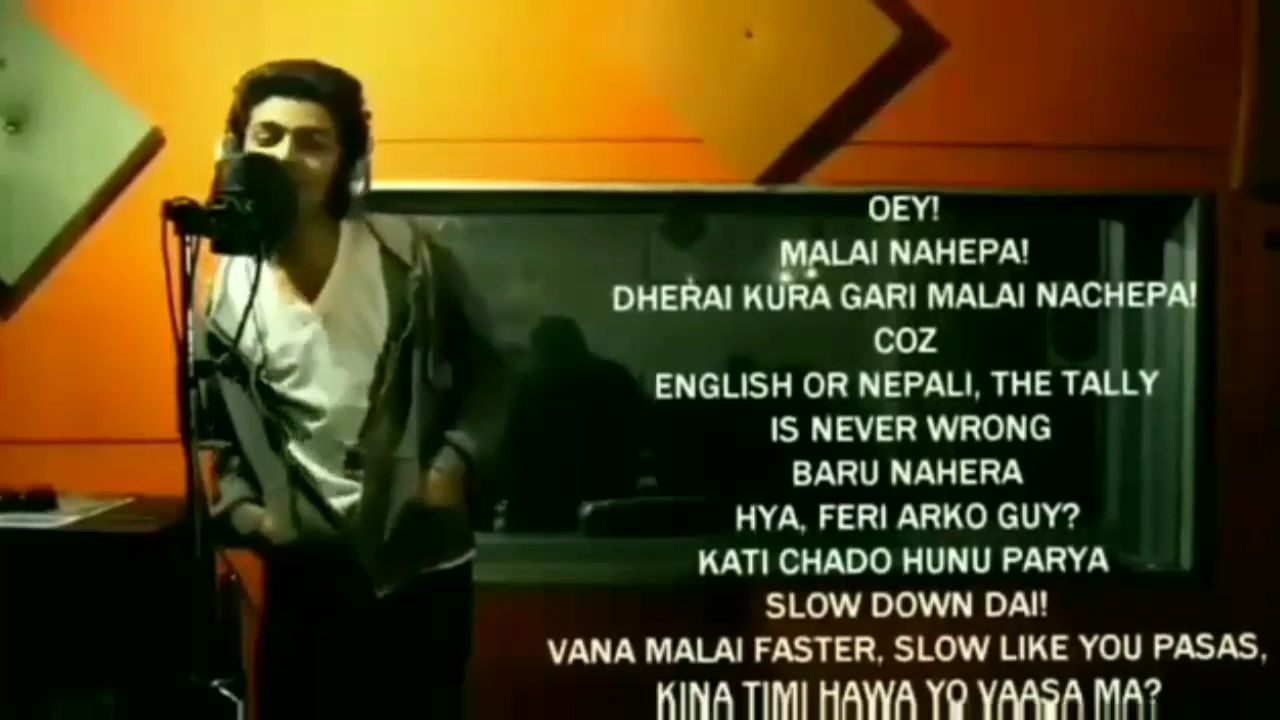 OEY!
MALAI NAHEPA!
DHERAI KURA GARI MALAI NACHEPA!
COZ
ENGLISH OR NEPALI, THE TALLY
IS NEVER WRONG
BARU NAHERA
HYA, FERI ARKO GUY?
KATI CHADO HUNU PARYA
SLOW DOWN DAI!
VANA MALAI FASTER, SLOW LIKE YOU PASAS,
KINA TIMI HAWA YO VAASA MA?